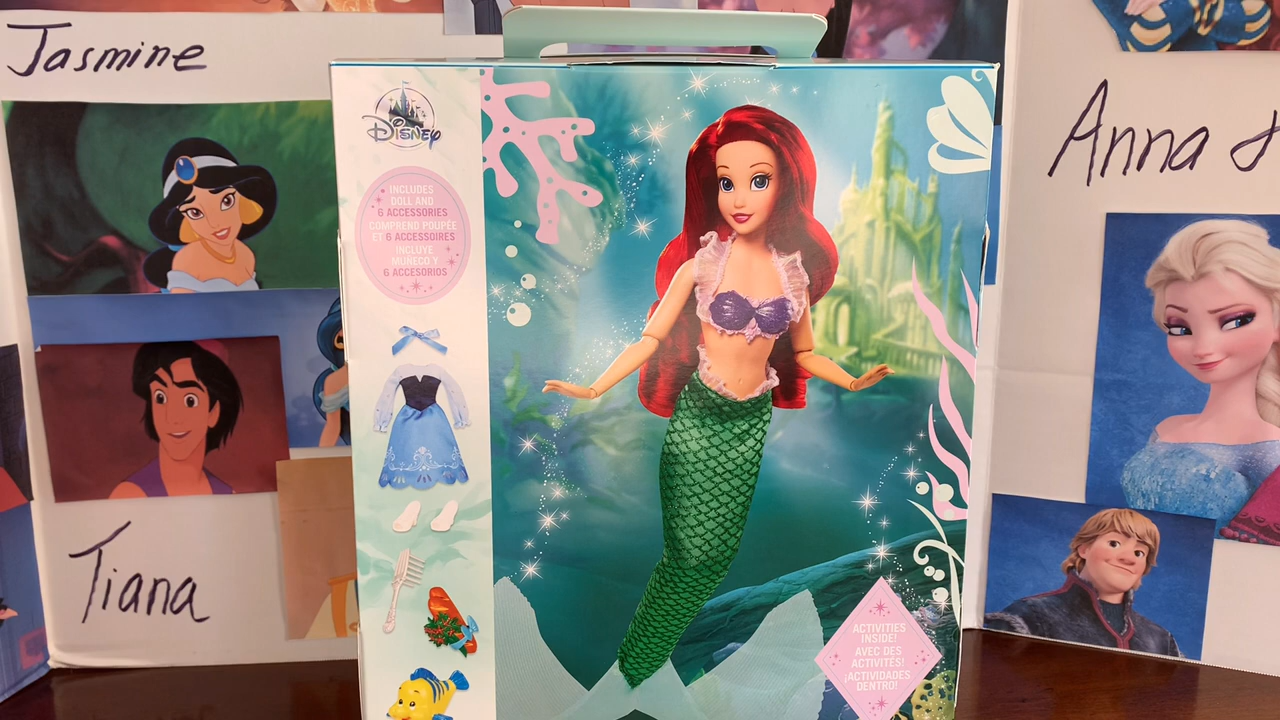 Jasmine
Tiana
Disney
INCLUDES
DOLL AND
6 ACCESSORIES
COMPREND POUPÉE
ET 6 ACCESSOIRES
INCLUYE
MUÑECO Y
6 ACCESORIOS
ACTIVITIES
INSIDE!
AVEC DES
ACTIVITÉS!
¡ACTIVIDADES
DENTRO!
Anna &